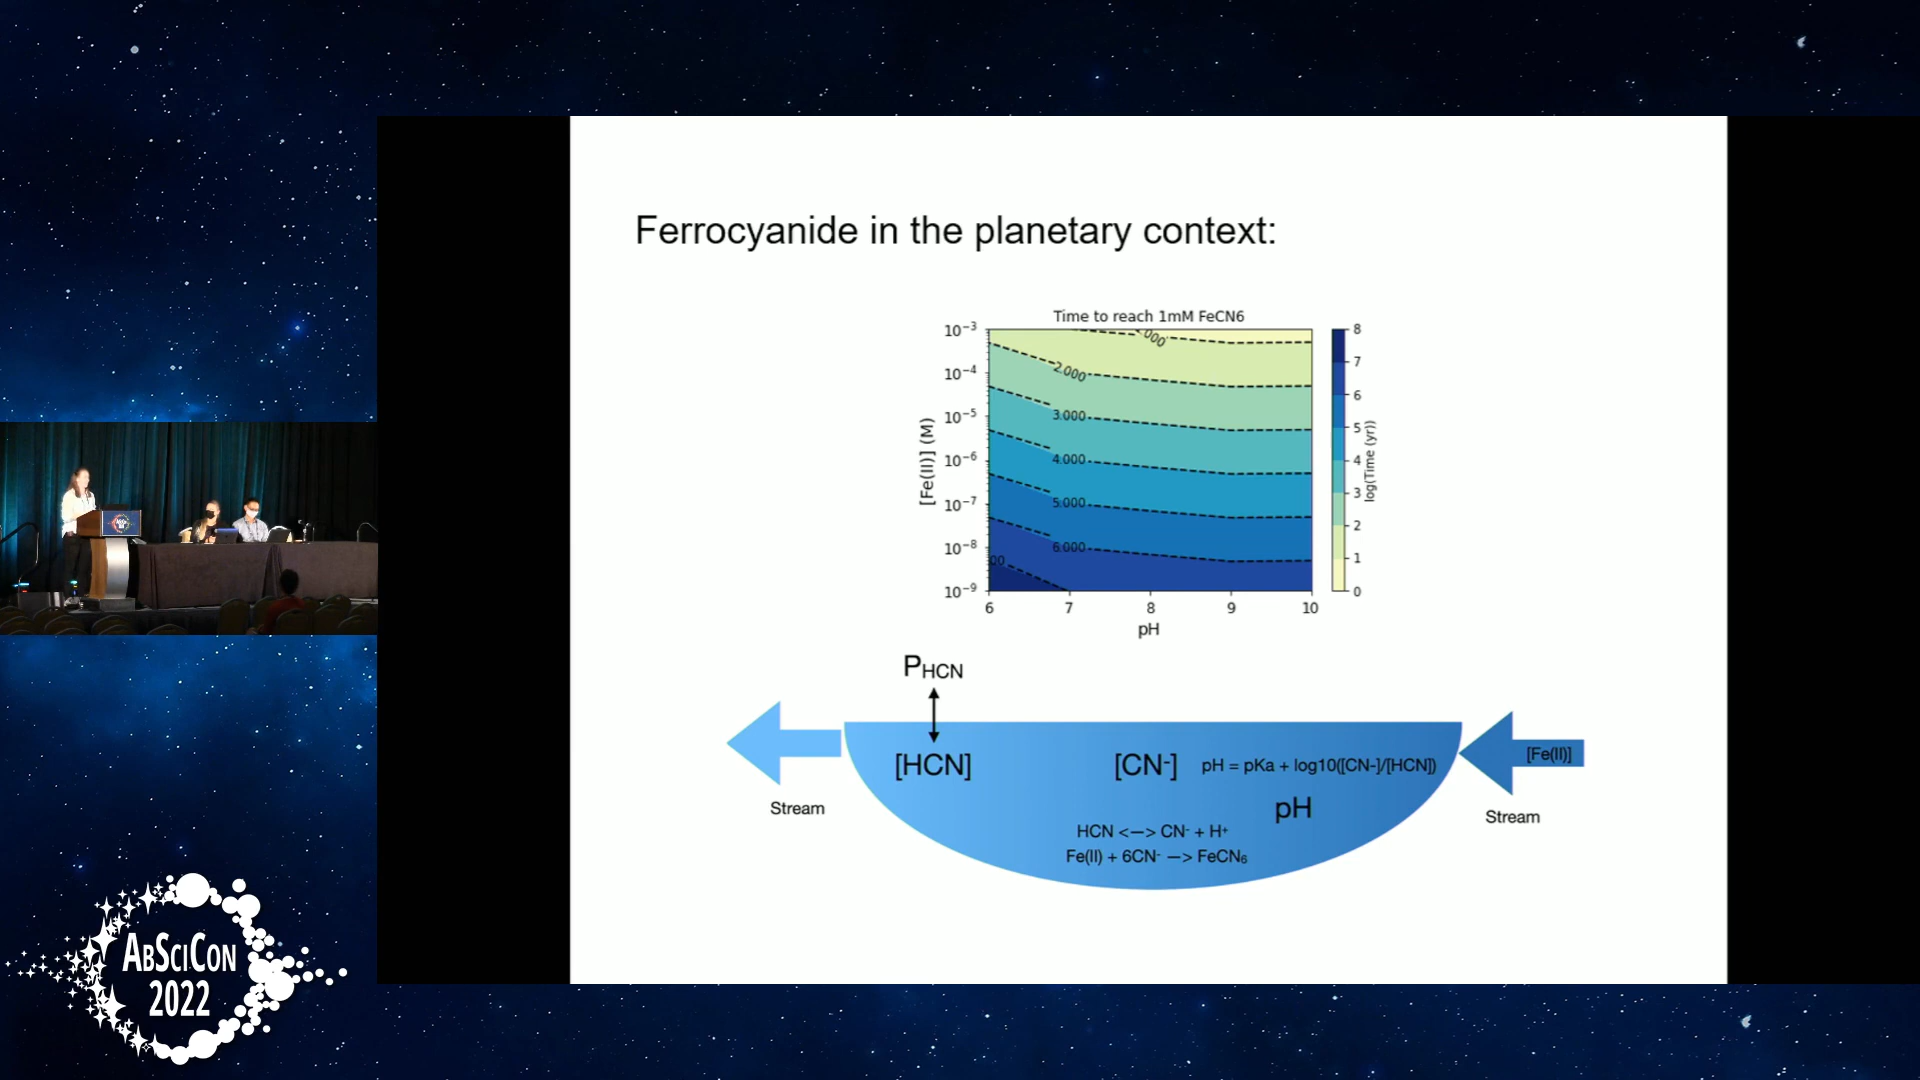 Ferrocyanide in the planetary context:
Time to reach 1mM FeCN6
10⁻³
10⁻⁴
10⁻⁵
10⁻⁶
10⁻⁷
10⁻⁸
10⁻⁹
[Fe(II)] (M)
2.000
3.000
4.000
5.000
6.000
6
7
8
9
10
pH
8
7
6
5
4
3
2
1
0
log(Time (yr))
P_HCN
[HCN]
[CN-]
pH = pKa + log10([CN-]/[HCN])
pH
HCN <—> CN- + H+
Fe(II) + 6CN- —> FeCN₆
Stream
[Fe(II)]
Stream
ABSCICON
2022